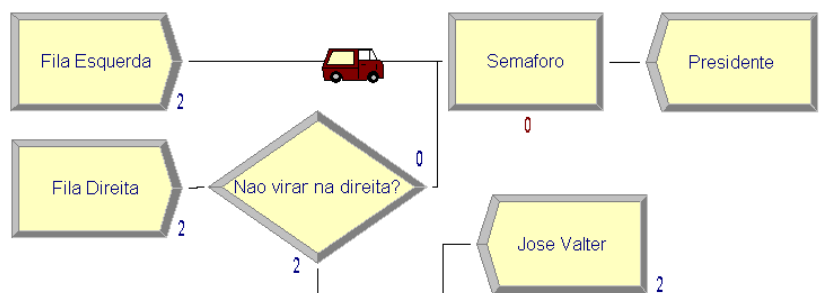 Fila Esquerda
Semaforo
Presidente
2
0
Fila Direita
Nao virar na direita?
0
2
2
Jose Valter
2